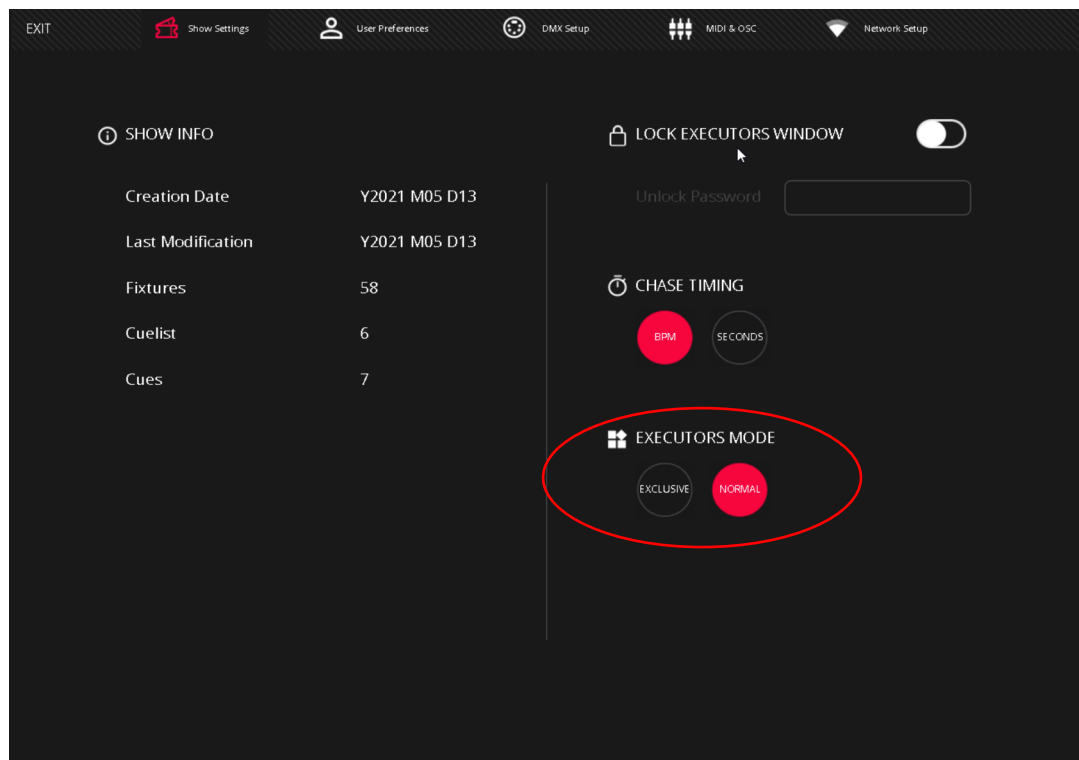 EXIT
Show Settings
User Preferences
DMX Setup
MIDI & OSC
Network Setup
SHOW INFO
Creation Date Y2021 M05 D13
Last Modification Y2021 M05 D13
Fixtures 58
Cuelist 6
Cues 7
LOCK EXECUTORS WINDOW
Unlock Password
CHASE TIMING
BPM SECONDS
EXECUTORS MODE
EXCLUSIVE NORMAL